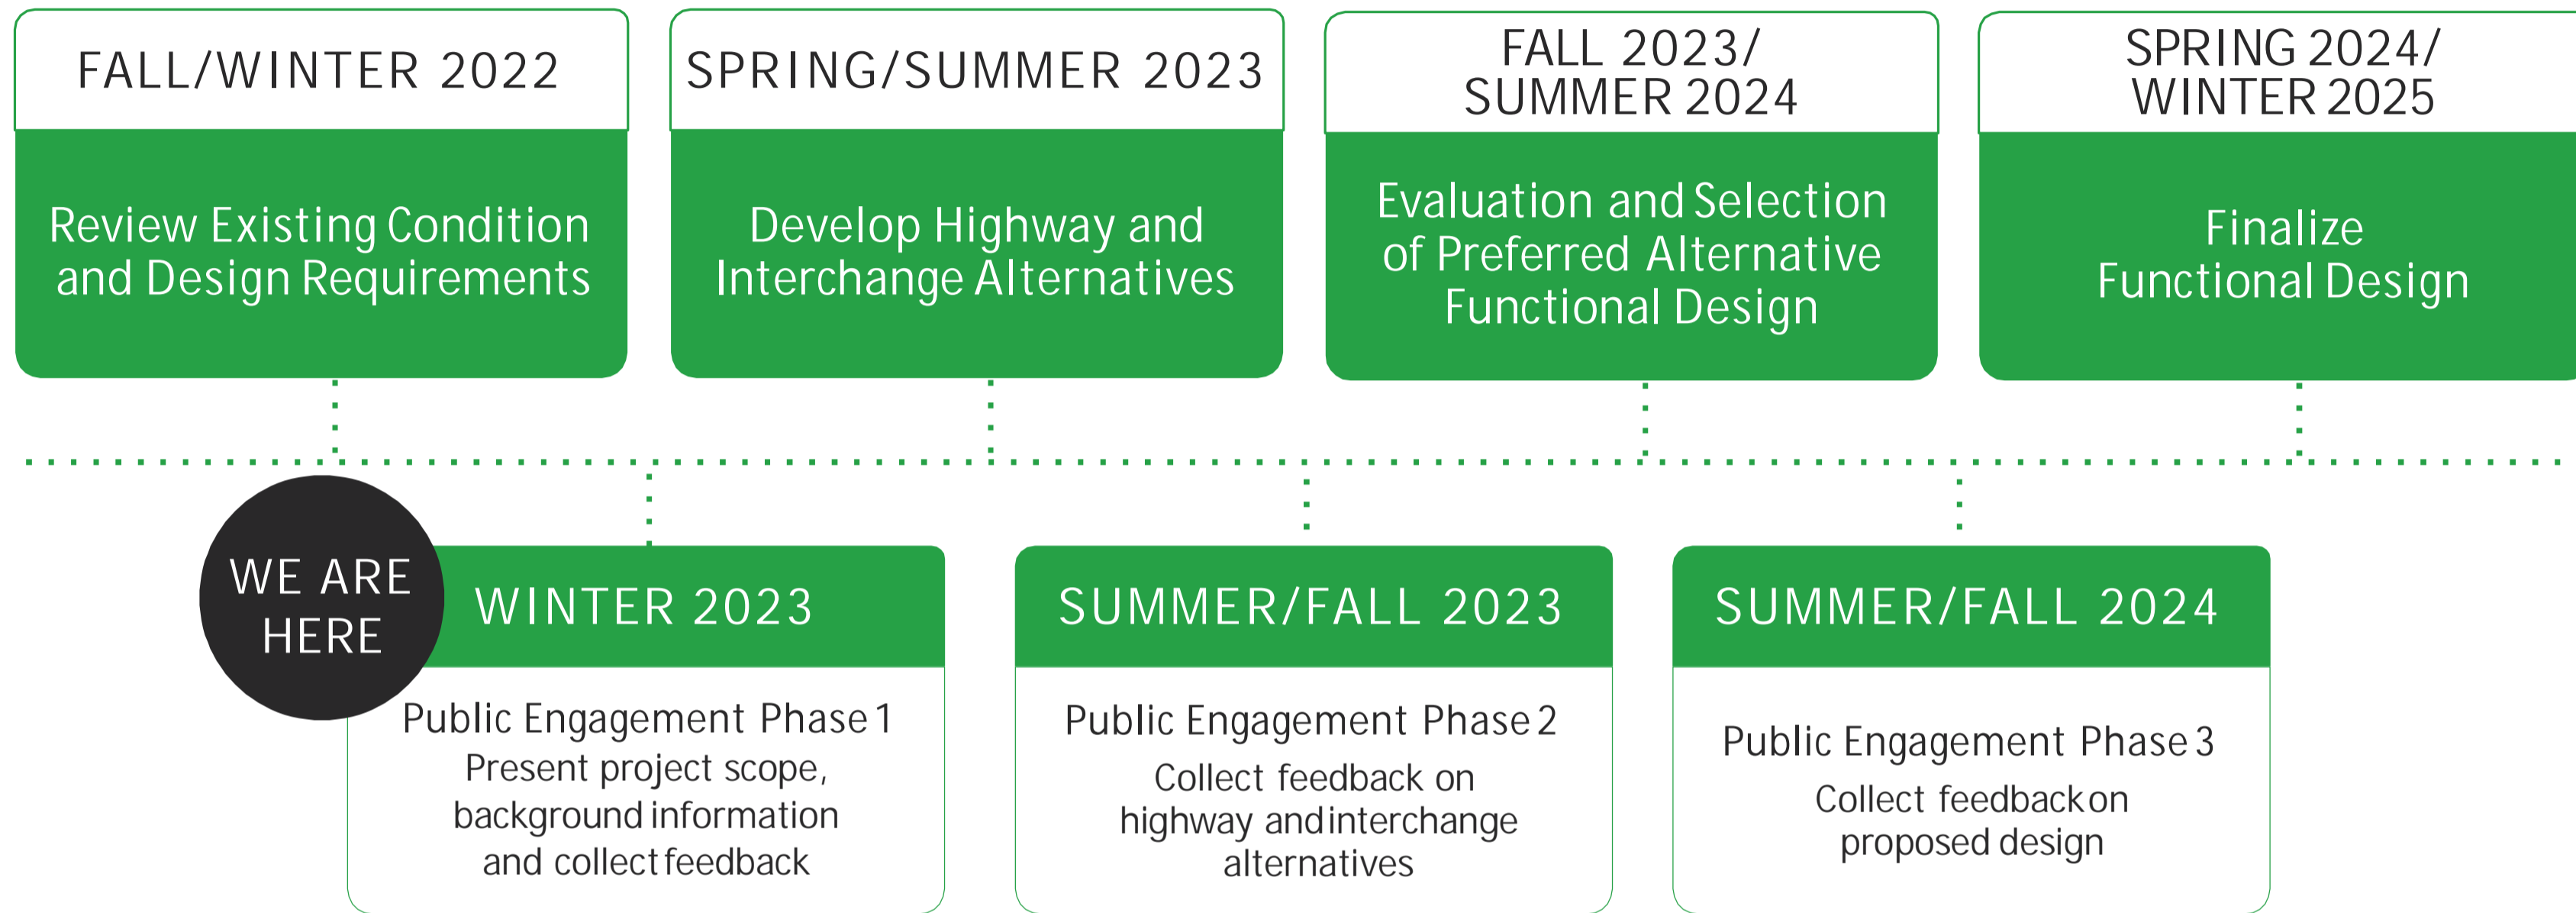 FALL/WINTER 2022
Review Existing Condition
and Design Requirements
SPRING/SUMMER 2023
Develop Highway and
Interchange Alternatives
FALL 2023/
SUMMER 2024
Evaluation and Selection
of Preferred Alternative
Functional Design
SPRING 2024/
WINTER 2025
Finalize
Functional Design
WE ARE
HERE
WINTER 2023
Public Engagement Phase 1
Present project scope,
background information
and collect feedback
SUMMER/FALL 2023
Public Engagement Phase 2
Collect feedback on
highway and interchange
alternatives
SUMMER/FALL 2024
Public Engagement Phase 3
Collect feedback on
proposed design